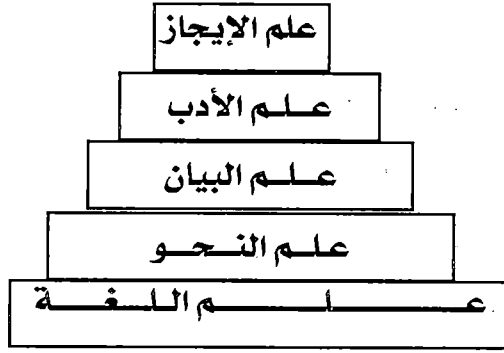 علم الإيجاز
علم الأدب
علم البيان
علم النحو
علم اللغة